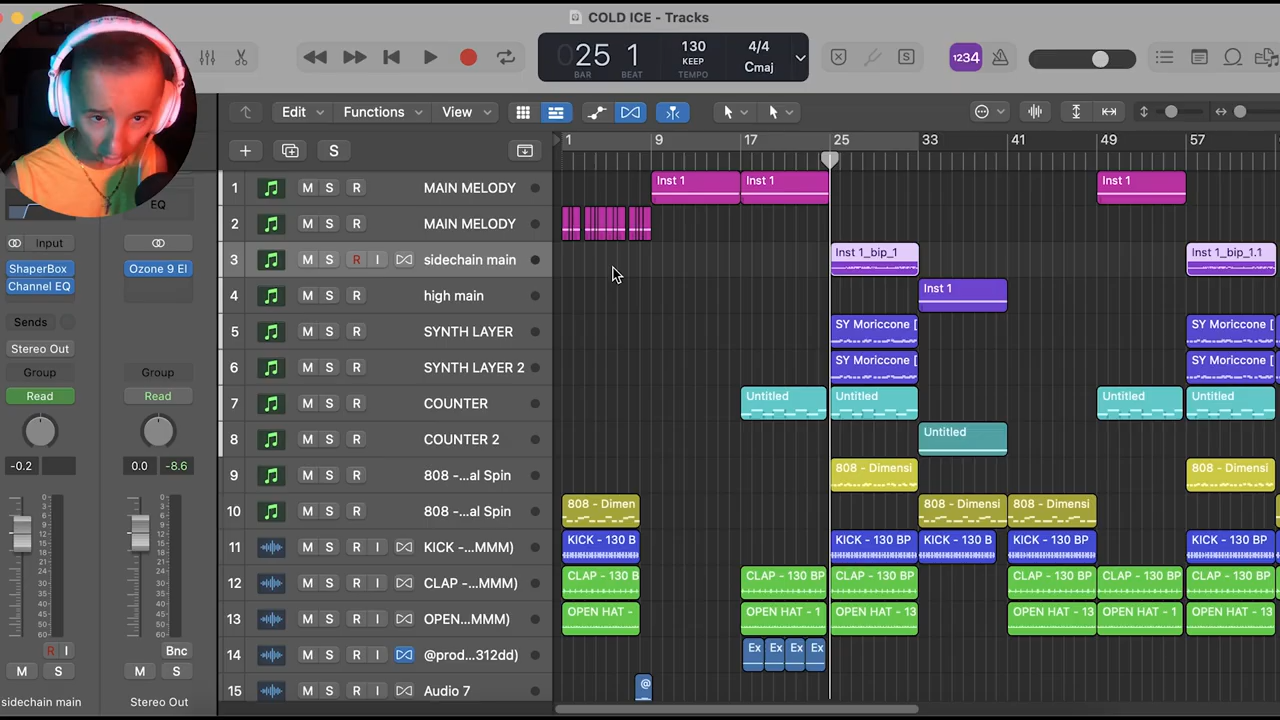 COLD ICE - Tracks
025 1
BAR BEAT
130
KEEP
TEMPO
4/4
Cmaj
S
1234
Edit Functions View
+ S
1 9 17 25 33 41 49 57
EQ
Input
ShaperBox Ozone 9 El
Channel EQ
Sends
Stereo Out
Group Group
Read Read
-0.2 0.0 -8.6
R I Bnc
M S M S
sidechain main Stereo Out
1 M S R MAIN MELODY Inst 1 Inst 1 Inst 1
2 M S R MAIN MELODY
3 M S R I sidechain main Inst 1_bip_1 Inst 1_bip_1.1
4 M S R high main Inst 1
5 M S R SYNTH LAYER SY Moriccone [ SY Moriccone [
6 M S R SYNTH LAYER 2 SY Moriccone [ SY Moriccone [
7 M S R COUNTER Untitled Untitled Untitled Untitled
8 M S R COUNTER 2 Untitled
9 M S R 808 -...al Spin 808 - Dimensi 808 - Dimensi
10 M S R 808 -...al Spin 808 - Dimen 808 - Dimensi 808 - Dimensi
11 M S R I KICK -...MMM) KICK - 130 B KICK - 130 BP KICK - 130 B KICK - 130 BP KICK - 130 BP
12 M S R I CLAP -...MMM) CLAP - 130 B CLAP - 130 BP CLAP - 130 BP CLAP - 130 BP CLAP - 130 BP CLAP - 130 BP
13 M S R I OPEN...MMM) OPEN HAT - OPEN HAT - 1 OPEN HAT - 13 OPEN HAT - 13 OPEN HAT - 1 OPEN HAT - 13
14 M S R I @prod...312dd) Ex Ex Ex Ex
15 M S R I Audio 7 @